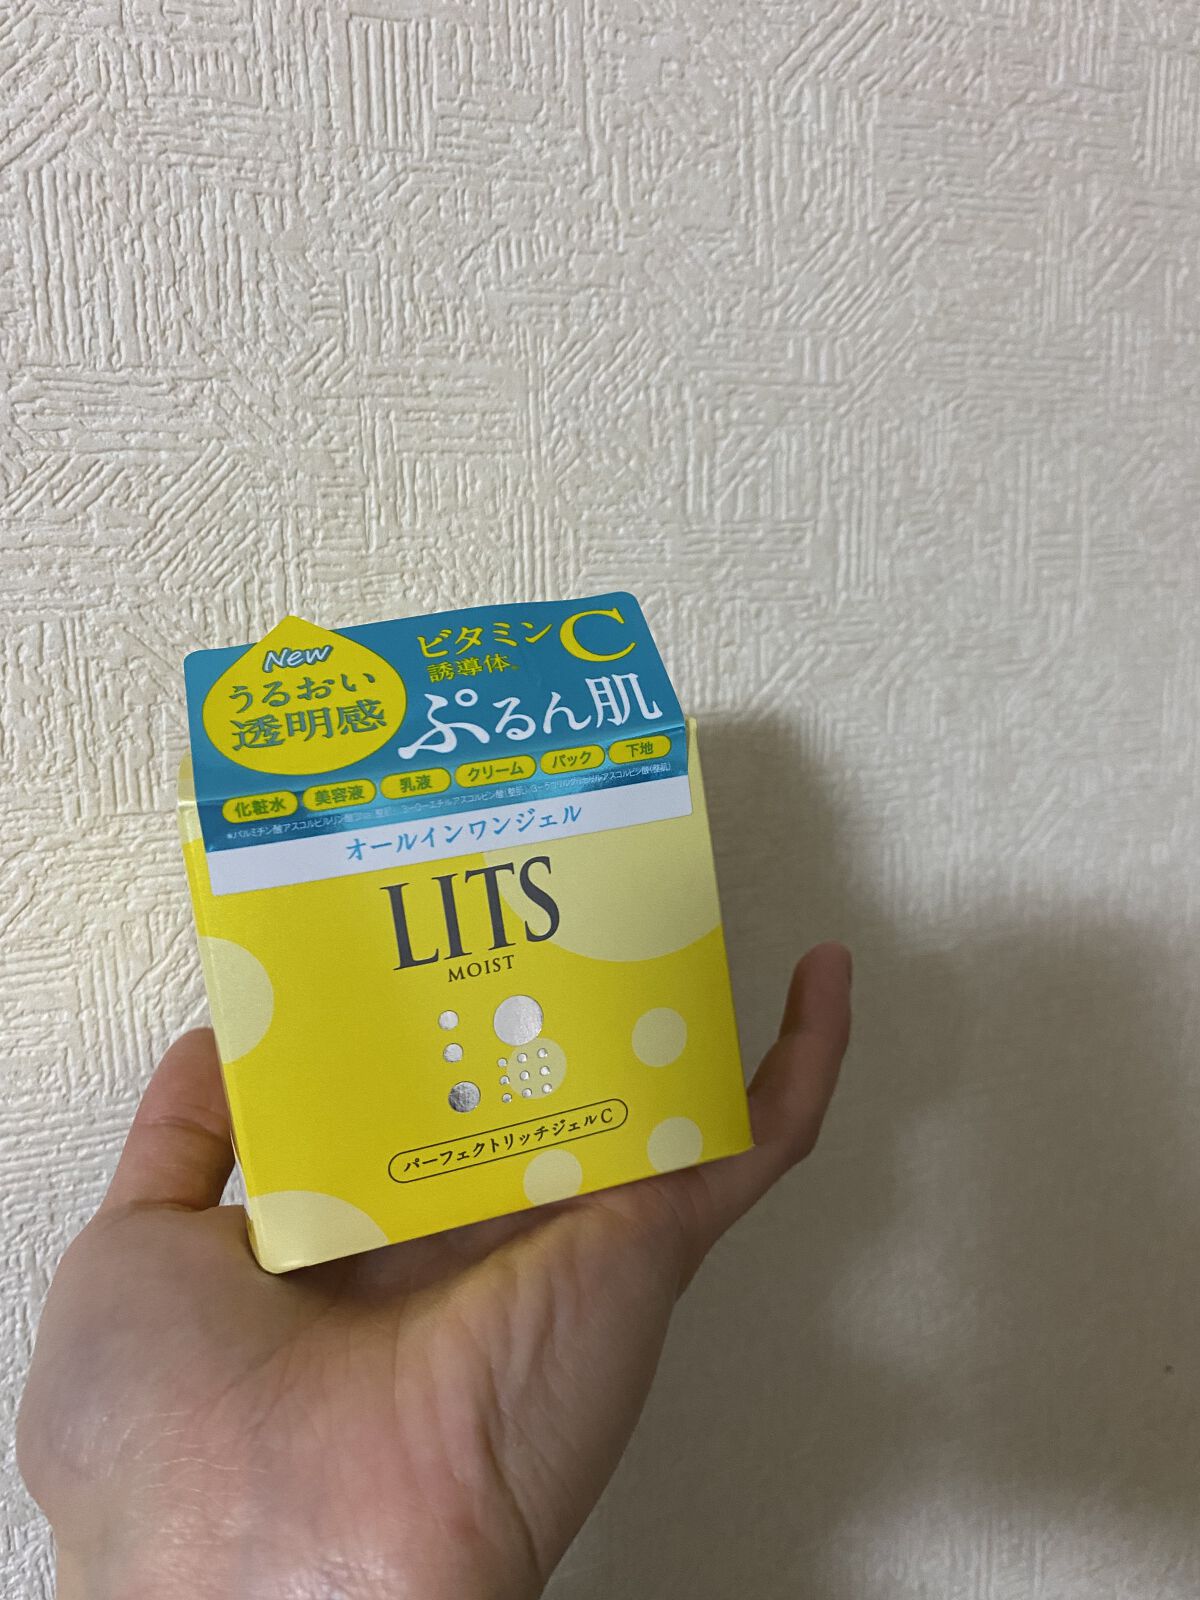 New
うるおい
透明感
ビタミンC
誘導体*
ぷるん肌
化粧水 美容液 乳液 クリーム パック 下地
オールインワンジェル
LITS
MOIST
パーフェクトリッチジェルC